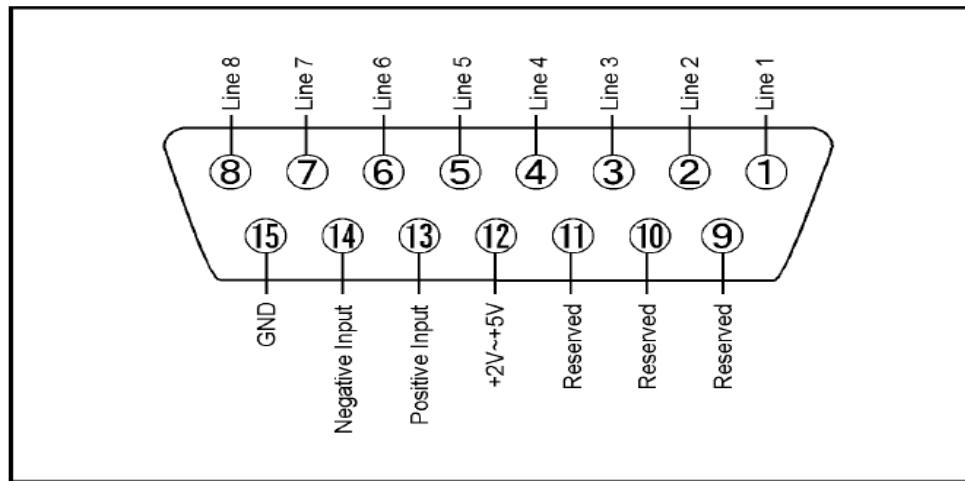 Line 8
Line 7
Line 6
Line 5
Line 4
Line 3
Line 2
Line 1
8
7
6
5
4
3
2
1
15
14
13
12
11
10
9
GND
Negative Input
Positive Input
+2V~+5V
Reserved
Reserved
Reserved